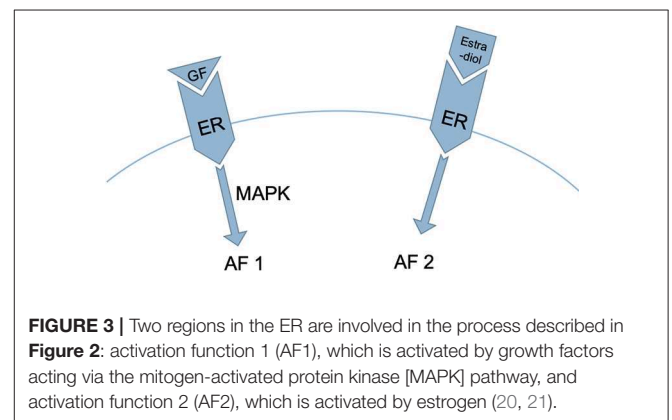 GF
Estra
-diol
ER
ER
MAPK
AF 1
AF 2
FIGURE 3 | Two regions in the ER are involved in the process described in
Figure 2: activation function 1 (AF1), which is activated by growth factors
acting via the mitogen-activated protein kinase [MAPK] pathway, and
activation function 2 (AF2), which is activated by estrogen (20, 21).